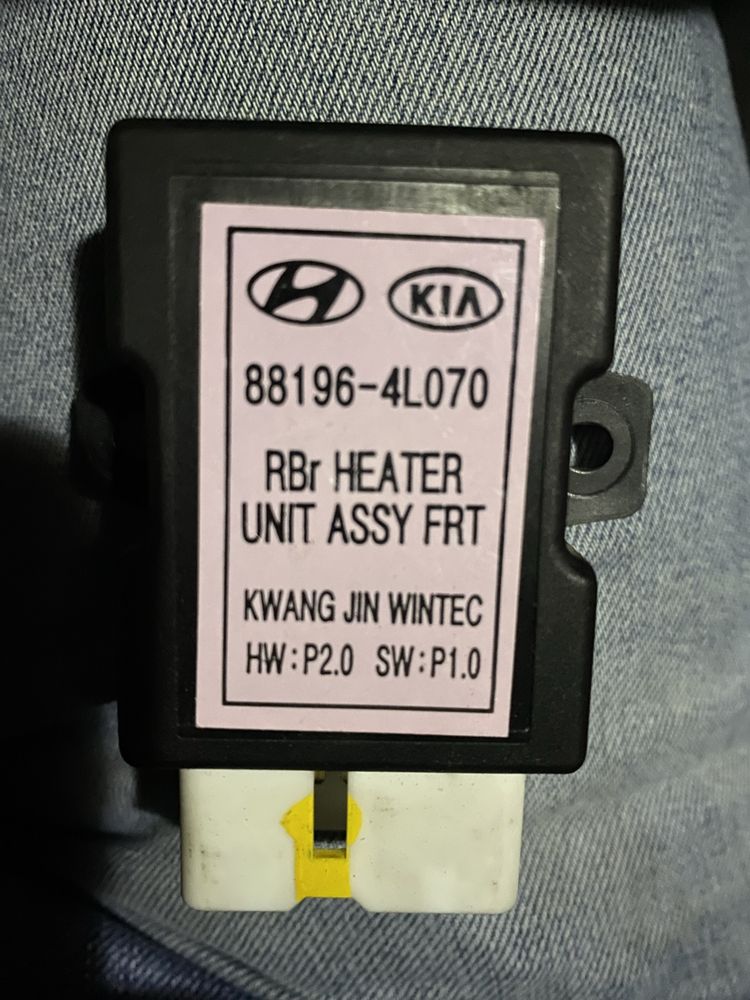 KIA
88196-4L070
RBr HEATER
UNIT ASSY FRT
KWANG JIN WINTEC
HW:P2.0 SW:P1.0